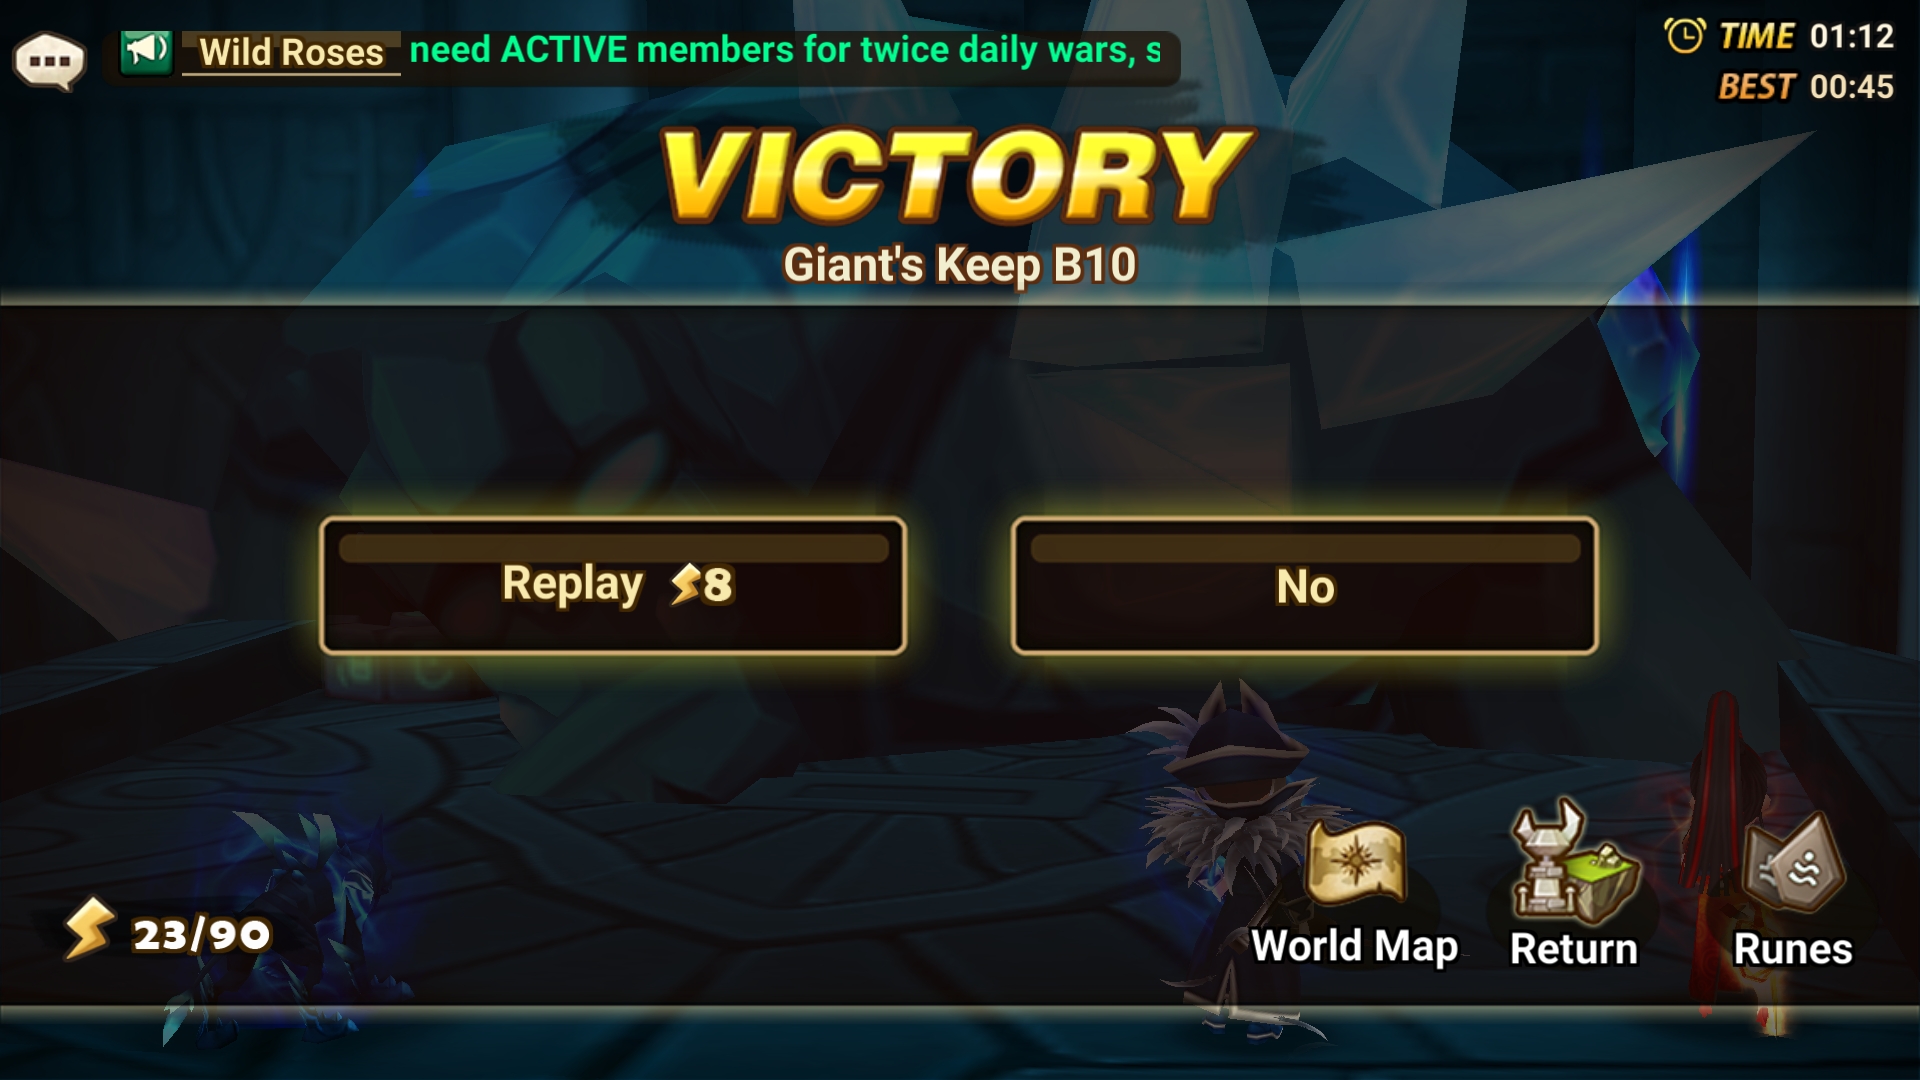 Wild Roses need ACTIVE members for twice daily wars, s
TIME 01:12
BEST 00:45
VICTORY
Giant's Keep B10
Replay 8
No
23/90
World Map
Return
Runes